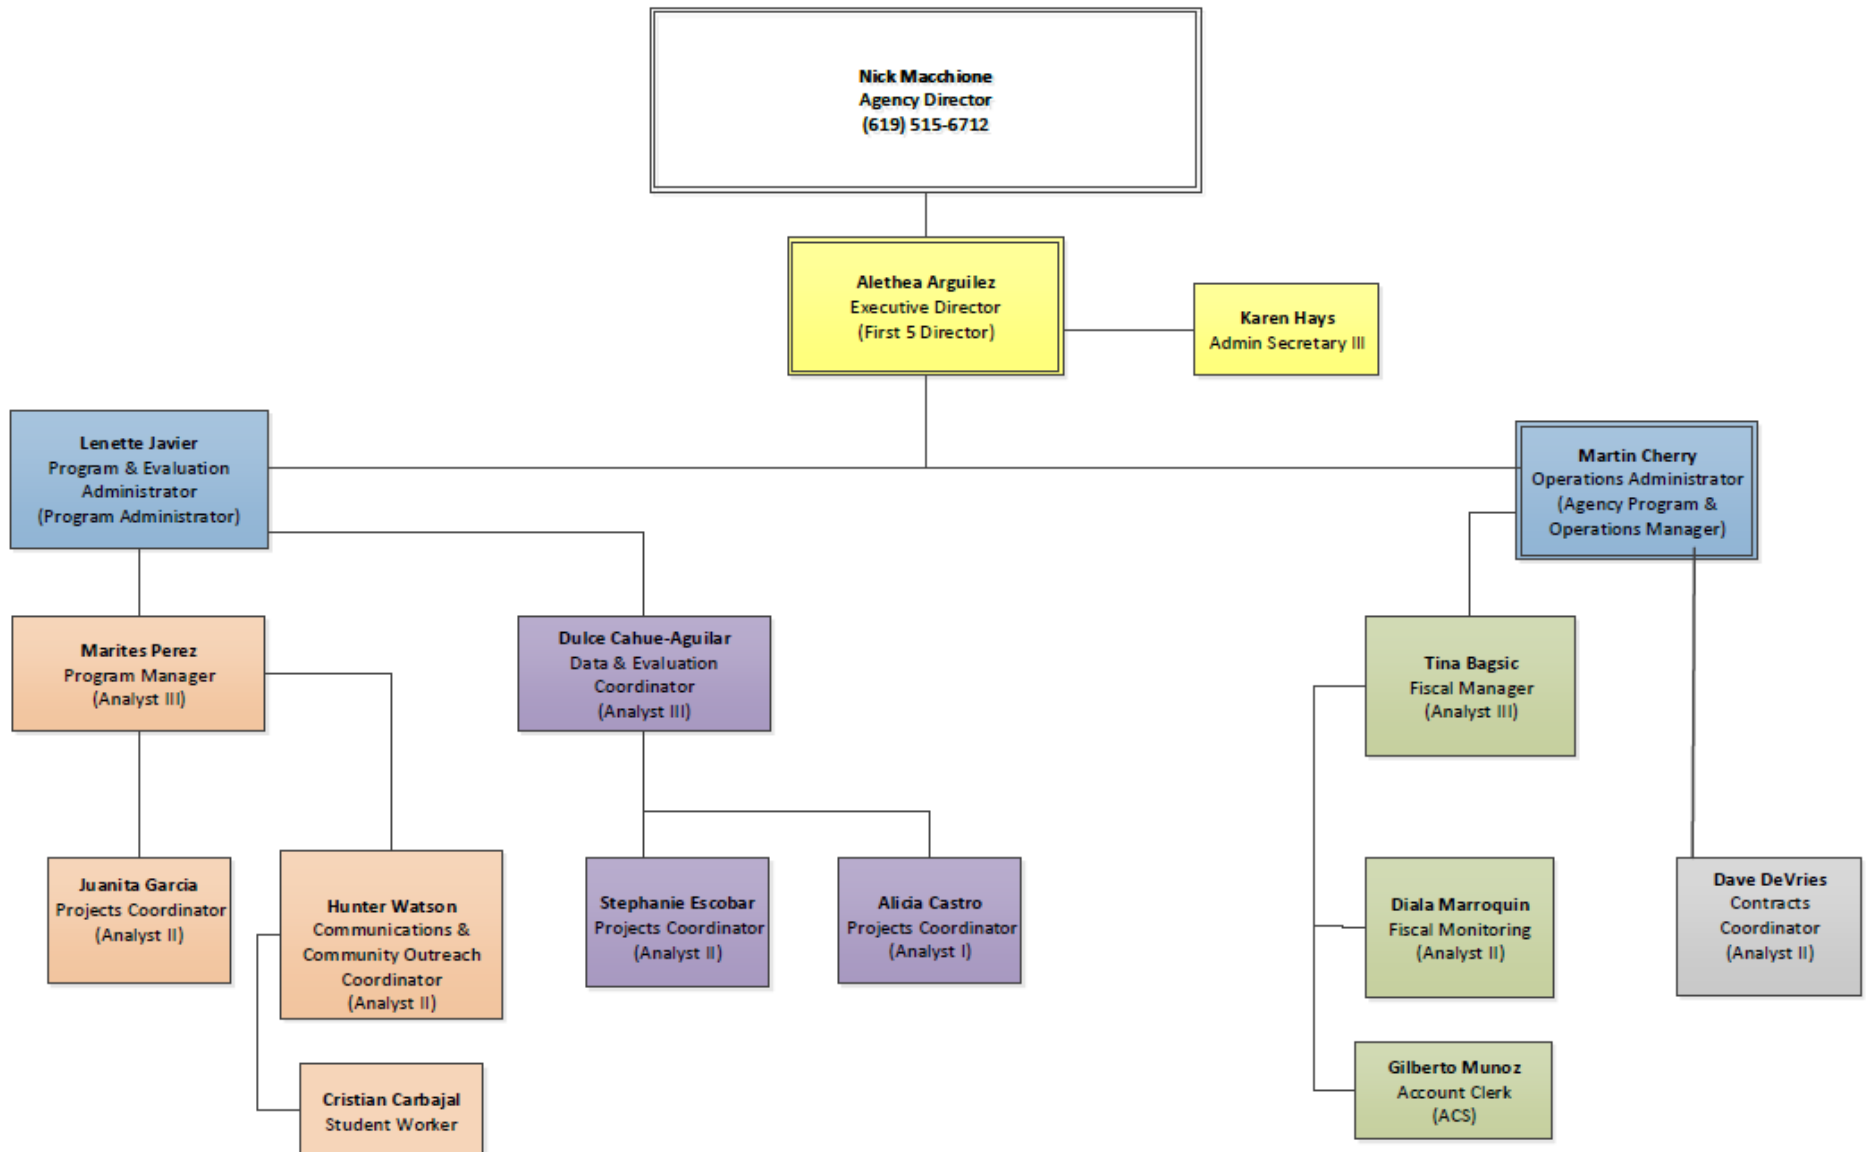 Nick Macchione
Agency Director
(619) 515-6712
Alethea Arguilez
Executive Director
(First 5 Director)
Karen Hays
Admin Secretary III
Lenette Javier
Program & Evaluation
Administrator
(Program Administrator)
Martin Cherry
Operations Administrator
(Agency Program &
Operations Manager)
Marites Perez
Program Manager
(Analyst III)
Dulce Cahue-Aguilar
Data & Evaluation
Coordinator
(Analyst III)
Tina Bagsic
Fiscal Manager
(Analyst III)
Juanita Garcia
Projects Coordinator
(Analyst II)
Hunter Watson
Communications &
Community Outreach
Coordinator
(Analyst II)
Stephanie Escobar
Projects Coordinator
(Analyst II)
Alicia Castro
Projects Coordinator
(Analyst I)
Diala Marroquin
Fiscal Monitoring
(Analyst II)
Dave DeVries
Contracts
Coordinator
(Analyst II)
Cristian Carbajal
Student Worker
Gilberto Munoz
Account Clerk
(ACS)